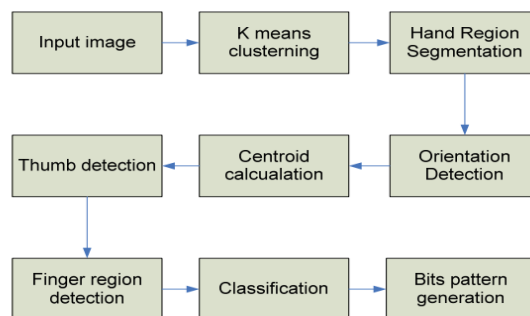 Input image
K means
clusterning
Hand Region
Segmentation
Orientation
Detection
Centroid
calcualation
Thumb detection
Finger region
detection
Classification
Bits pattern
generation